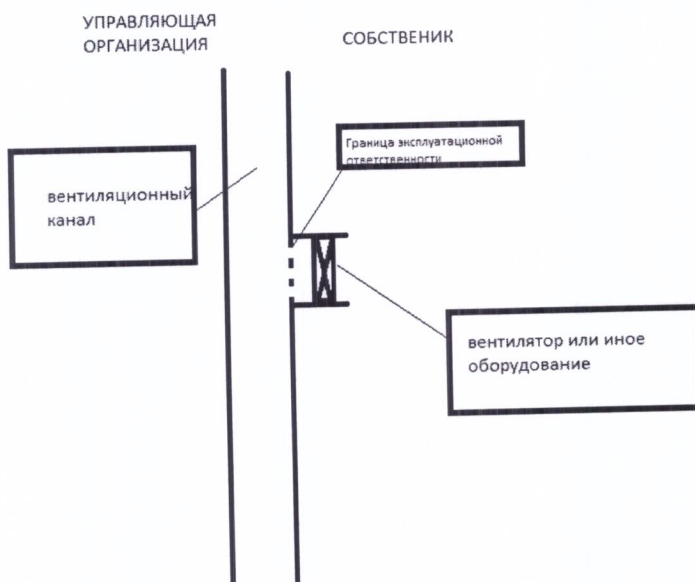 УПРАВЛЯЮЩАЯ
ОРГАНИЗАЦИЯ
СОБСТВЕНИК
Граница эксплуатационной
ответственности
вентиляционный
канал
вентилятор или иное
оборудование